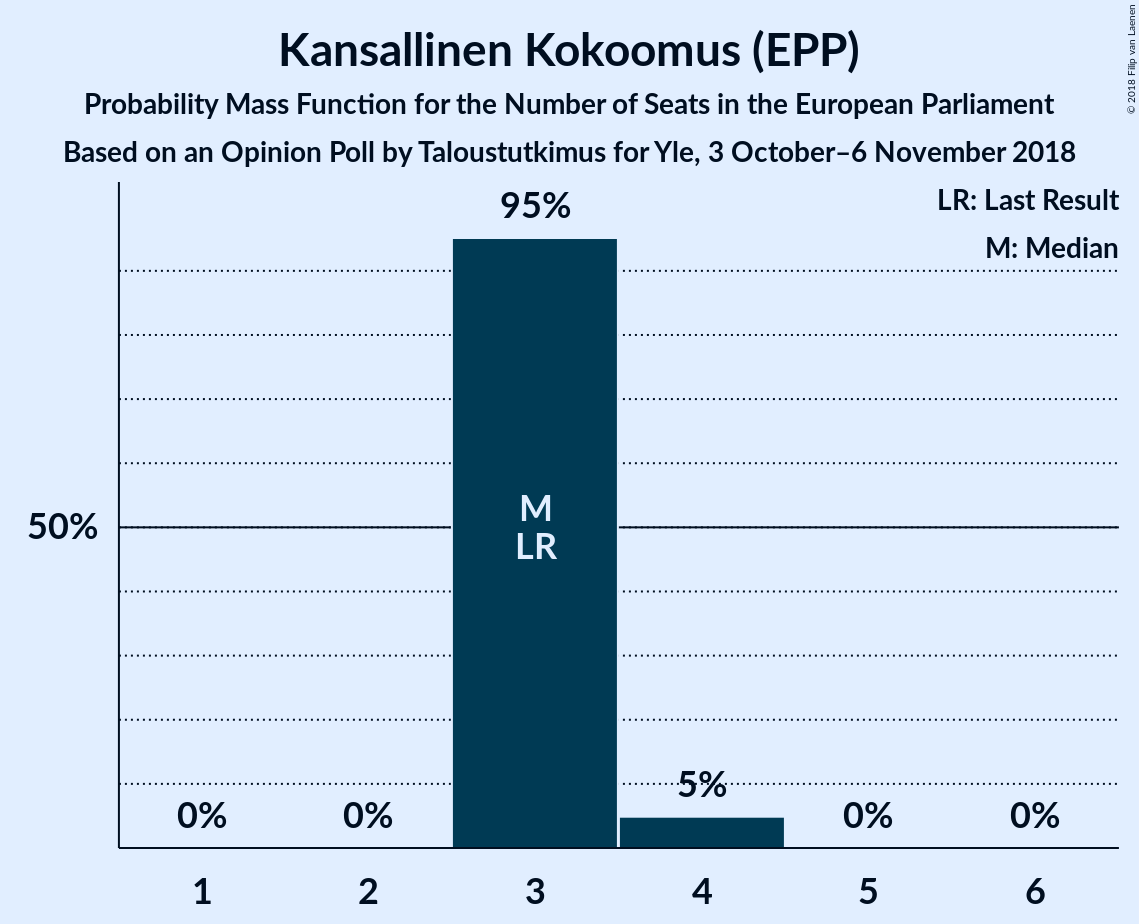 Kansallinen Kokoomus (EPP)
Probability Mass Function for the Number of Seats in the European Parliament
Based on an Opinion Poll by Taloustutkimus for Yle, 3 October–6 November 2018
© 2018 Filip van Laenen
LR: Last Result
M: Median
95%
50%
M
LR
0%
0%
5%
0%
0%
1
2
3
4
5
6